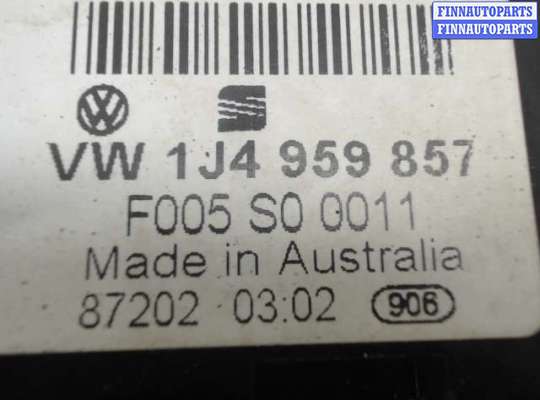 FINNAUTOPARTS
FINNAUTOPARTS
VW 1J4 959 857
F005 S0 0011
Made in Australia
87202 03:02 906